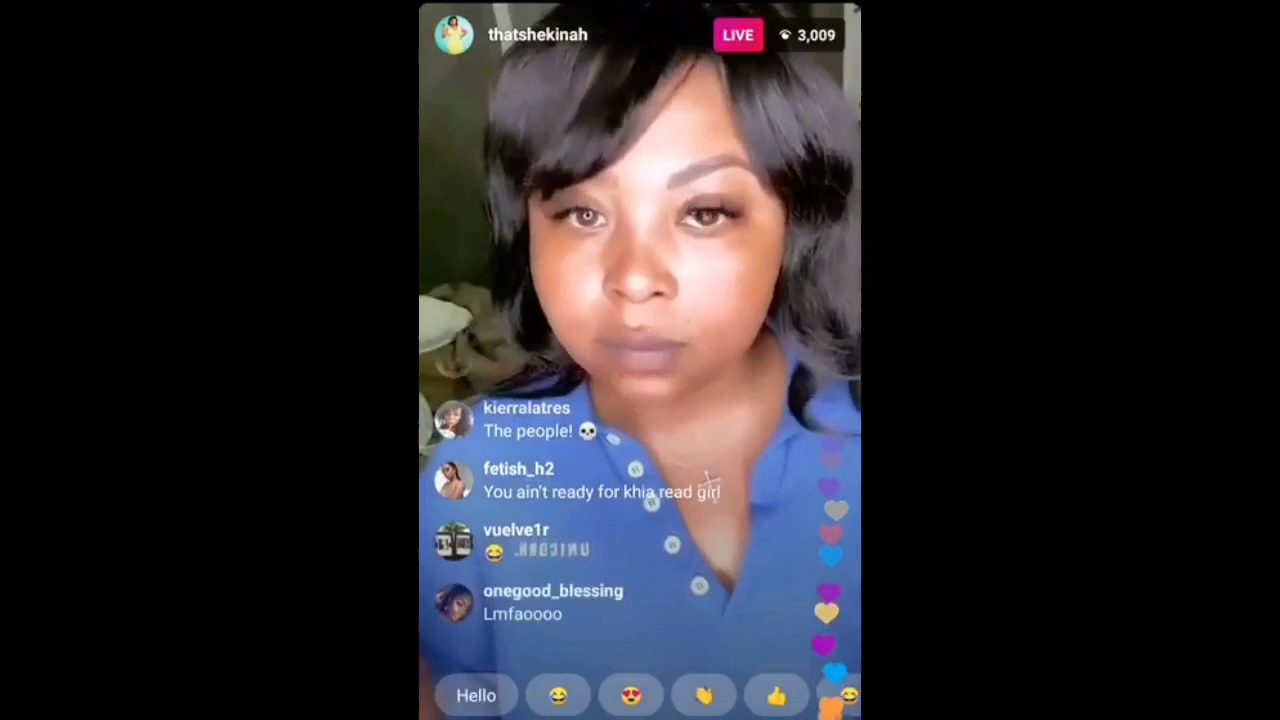 thatshekinah
LIVE
3,009
kierralatres
The people! 💀
fetish_h2
You ain't ready for khia read girl
vuelve1r
😂
UNICORN.
onegood_blessing
Lmfaoooo
Hello